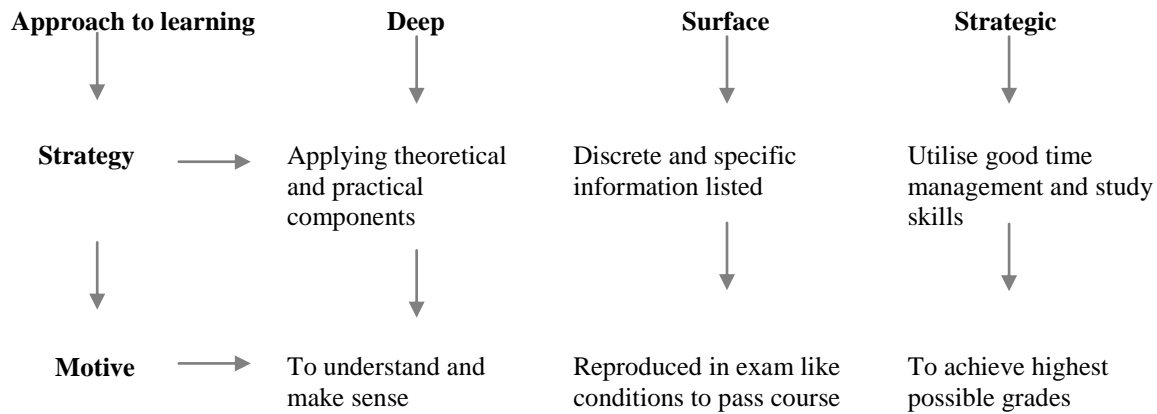 Approach to learning Deep Surface Strategic
Strategy
Applying theoretical
and practical
components
Discrete and specific
information listed
Utilise good time
management and study
skills
Motive
To understand and
make sense
Reproduced in exam like
conditions to pass course
To achieve highest
possible grades